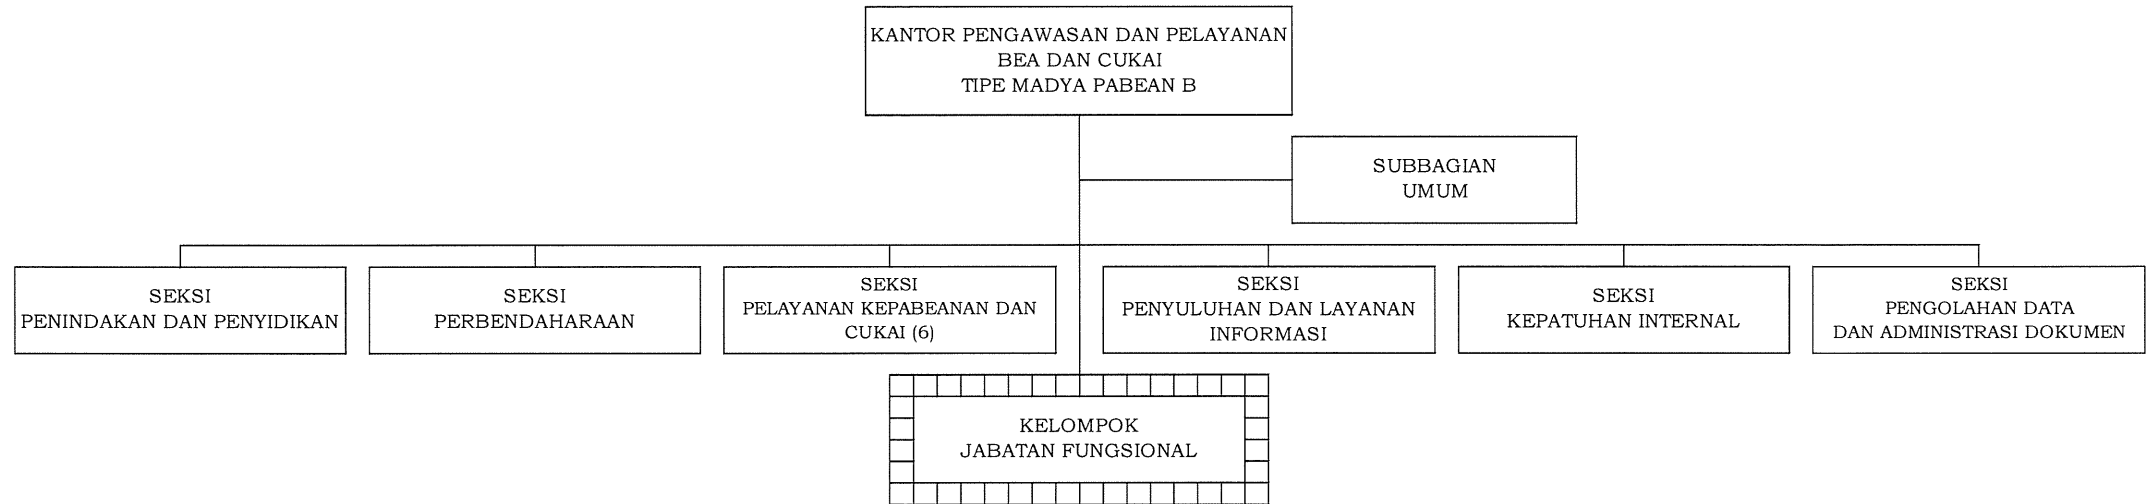 KANTOR PENGAWASAN DAN PELAYANAN
BEA DAN CUKAI
TIPE MADYA PABEAN B
SUBBAGIAN
UMUM
SEKSI
PENINDAKAN DAN PENYIDIKAN
SEKSI
PERBENDAHARAAN
SEKSI
PELAYANAN KEPABEANAN DAN
CUKAI (6)
SEKSI
PENYULUHAN DAN LAYANAN
INFORMASI
SEKSI
KEPATUHAN INTERNAL
SEKSI
PENGOLAHAN DATA
DAN ADMINISTRASI DOKUMEN
KELOMPOK
JABATAN FUNGSIONAL